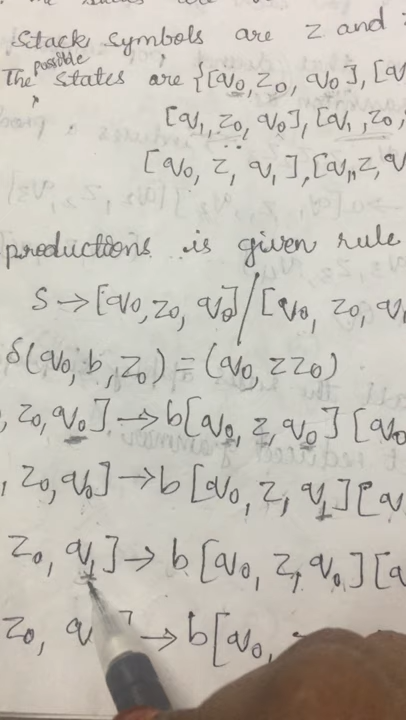 Stack symbols are z and
possible
The states are {[q0, z0, q0], [q
[q1, z0, q0], [q1, z0,
[q0, z, q1], [q1, z, q
productions is given rule
S → [q0, z0, q0] / [q0, z0, q
δ(q0, b, z0) = (q0, zz0)
, z0, q0] → b[q0, z, q0] [q0
, z0, q0] → b[q0, z, q1] [q
z0, q1] → b[q0, z, q0] [q
z0, q → b[q0,